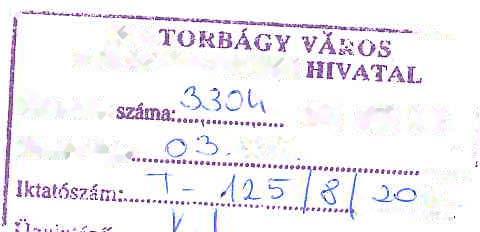 TORBÁGY VÁROS
HIVATAL
száma: 3304
03.
Iktatószám: T- 125/8/20